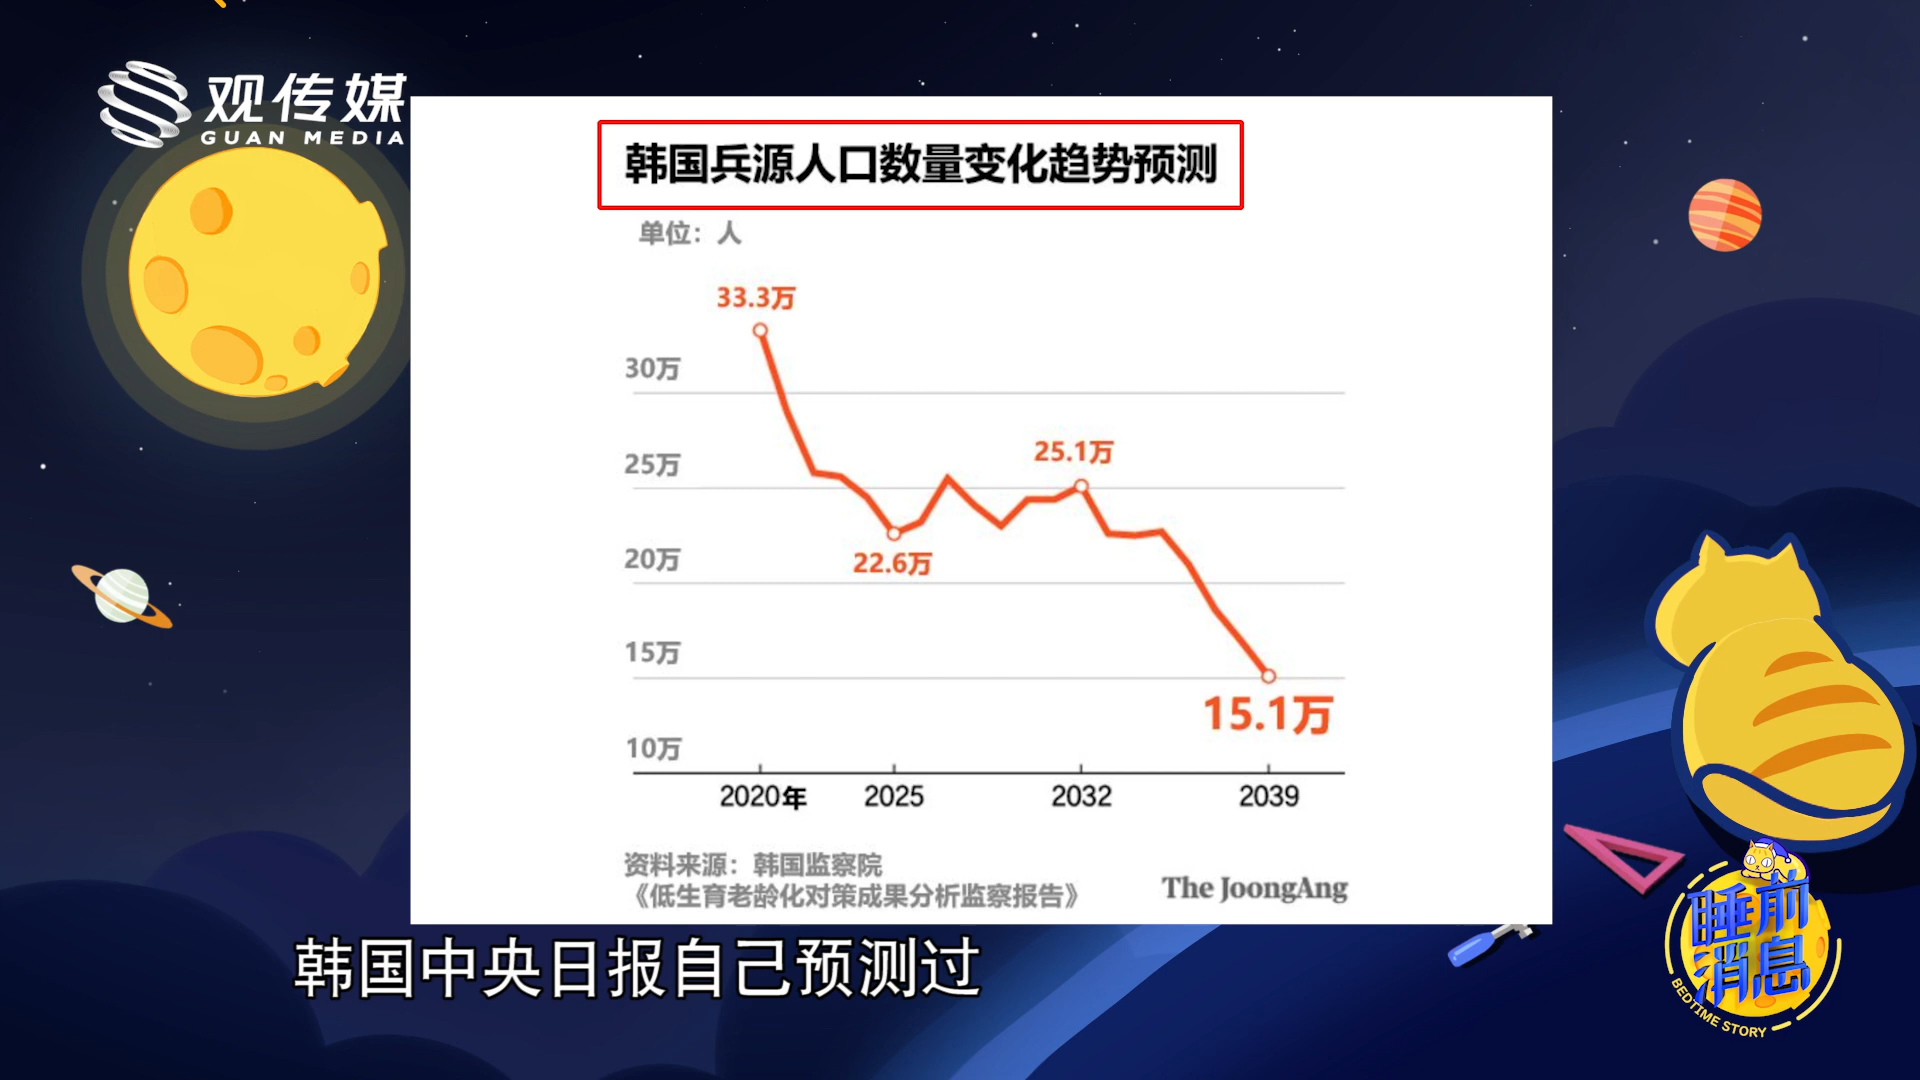 观传媒
GUAN MEDIA
韩国兵源人口数量变化趋势预测
单位：人
33.3万
30万
25.1万
25万
22.6万
20万
15万
15.1万
10万
2020年 2025 2032 2039
资料来源：韩国监察院
《低生育老龄化对策成果分析监察报告》
The JoongAng
韩国中央日报自己预测过
睡前
消息
BEDTIME STORY